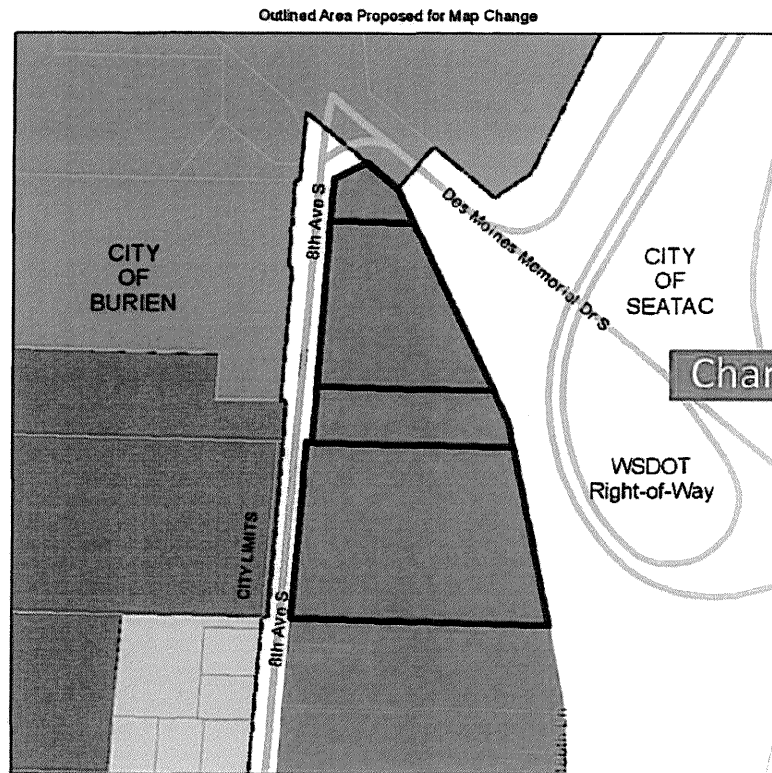 Outlined Area Proposed for Map Change
8th Ave S
Des Moines Memorial Dr S
CITY
OF
BURIEN
CITY
OF
SEATAC
Char
WSDOT
Right-of-Way
CITY LIMITS
8th Ave S